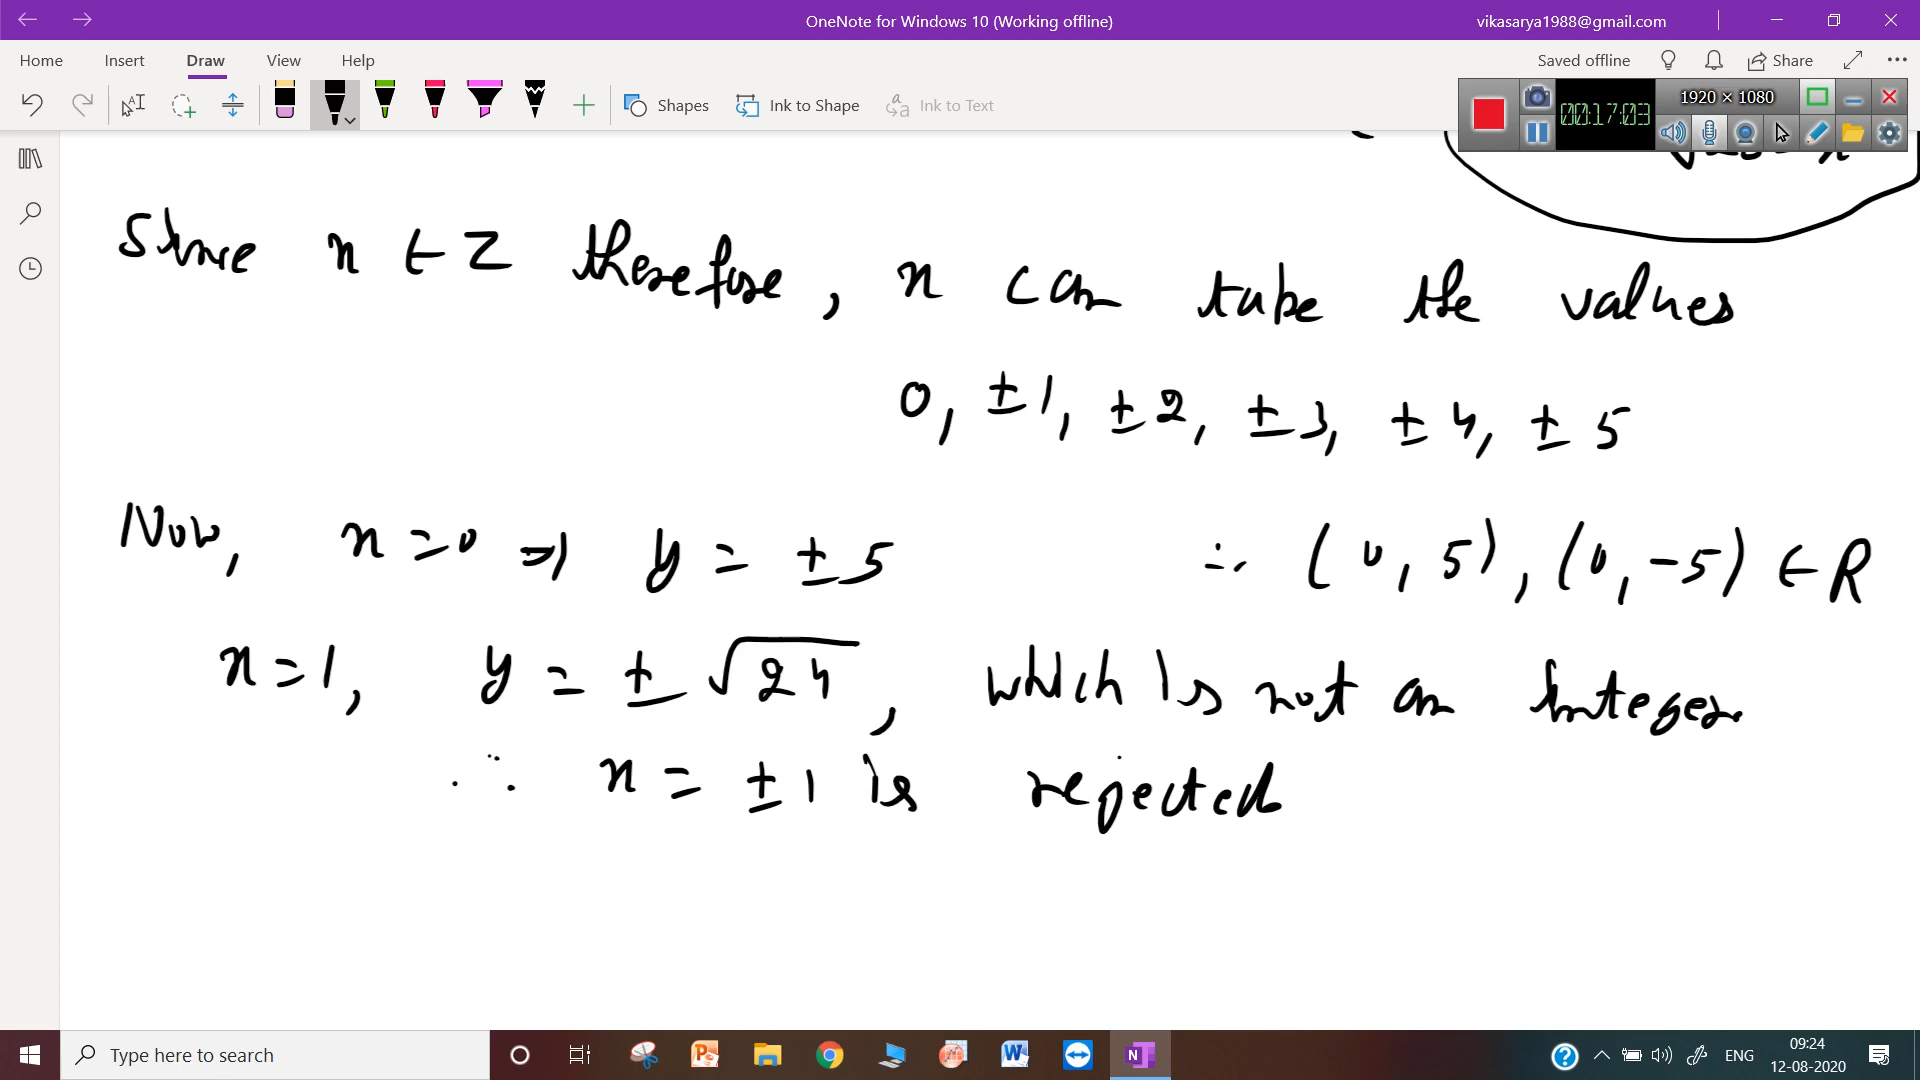 OneNote for Windows 10 (Working offline)
vikasarya1988@gmail.com
Home Insert Draw View Help
Saved offline Share
Shapes Ink to Shape Ink to Text
1920 × 1080
00:17:03
Since x ∈ Z therefore, x can take the values
0, ±1, ±2, ±3, ±4, ±5
Now, x=0 ⇒ y = ±5 ∴ (0, 5), (0, -5) ∈ R
x=1, y = ±√24, which is not an integer
∴ x = ±1 is rejected
Type here to search
ENG
09:24
12-08-2020